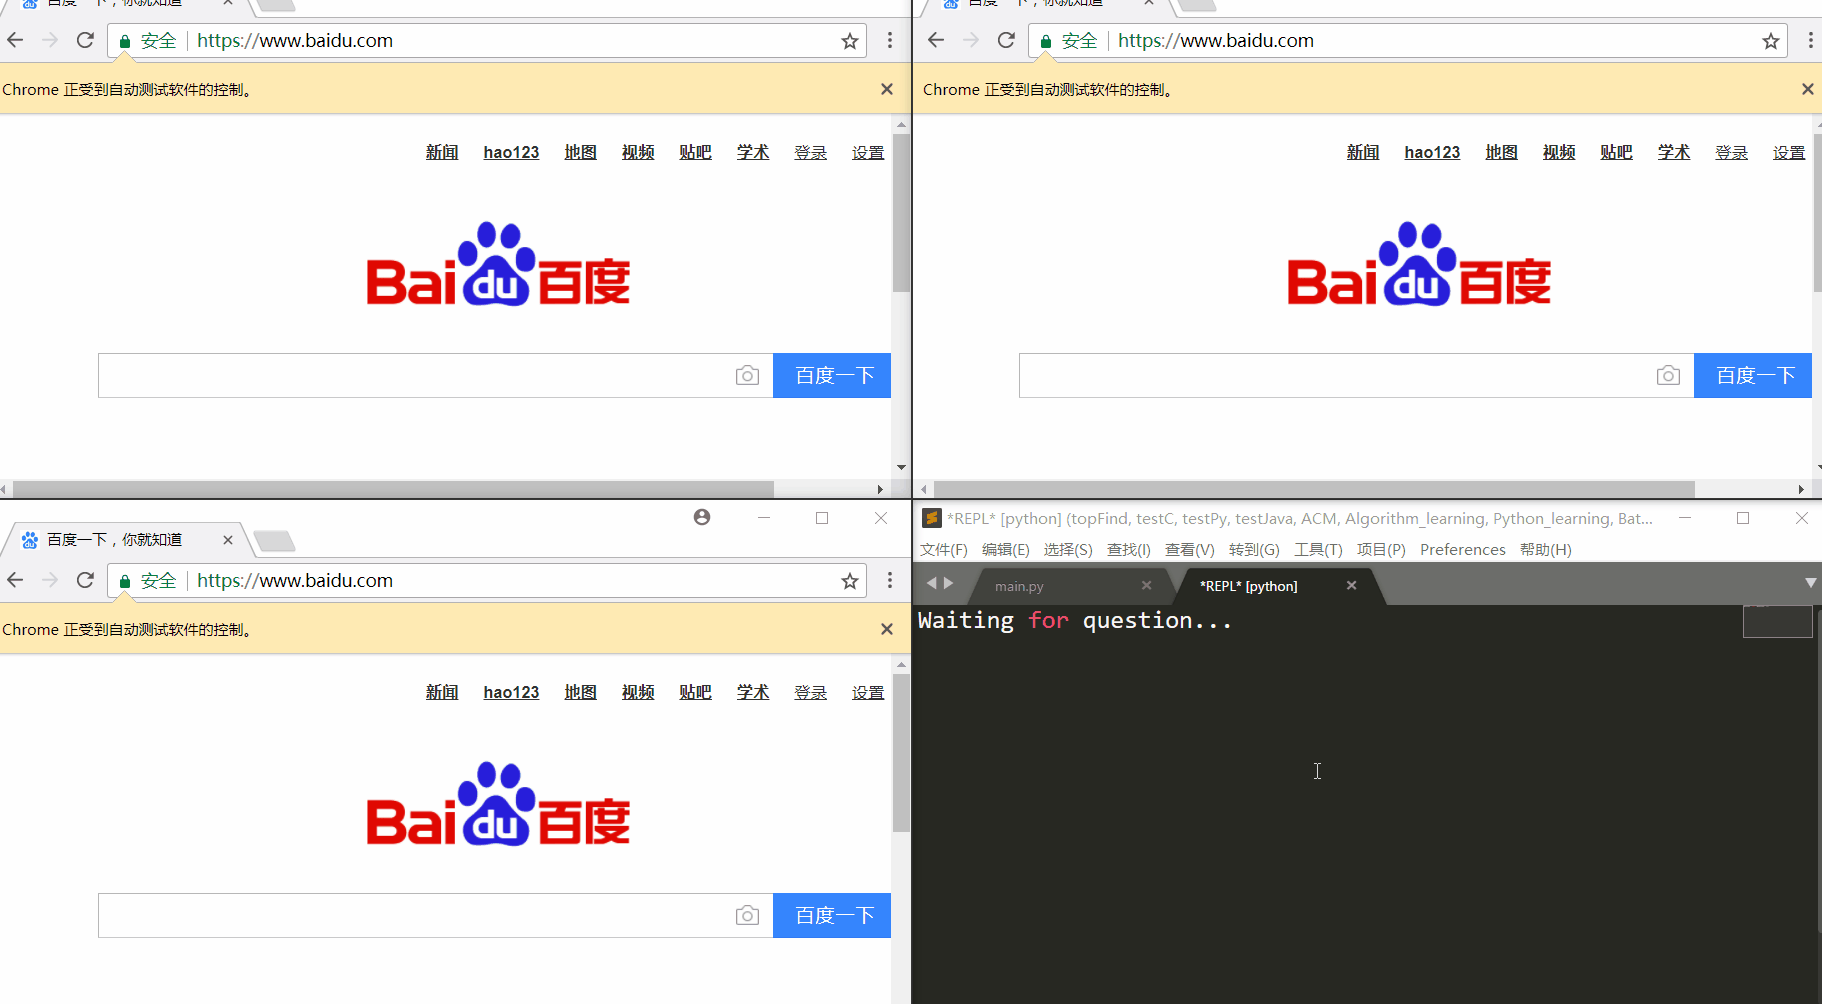 百度一下，你就知道
安全 https://www.baidu.com
Chrome 正受到自动测试软件的控制。
新闻 hao123 地图 视频 贴吧 学术 登录 设置
Bai du 百度
百度一下
百度一下，你就知道
安全 https://www.baidu.com
Chrome 正受到自动测试软件的控制。
新闻 hao123 地图 视频 贴吧 学术 登录 设置
Bai du 百度
百度一下
百度一下，你就知道
安全 https://www.baidu.com
Chrome 正受到自动测试软件的控制。
新闻 hao123 地图 视频 贴吧 学术 登录 设置
Bai du 百度
百度一下
*REPL* [python] (topFind, testC, testPy, testJava, ACM, Algorithm_learning, Python_learning, Bat...
文件(F) 编辑(E) 选择(S) 查找(I) 查看(V) 转到(G) 工具(T) 项目(P) Preferences 帮助(H)
main.py *REPL* [python]
Waiting for question...